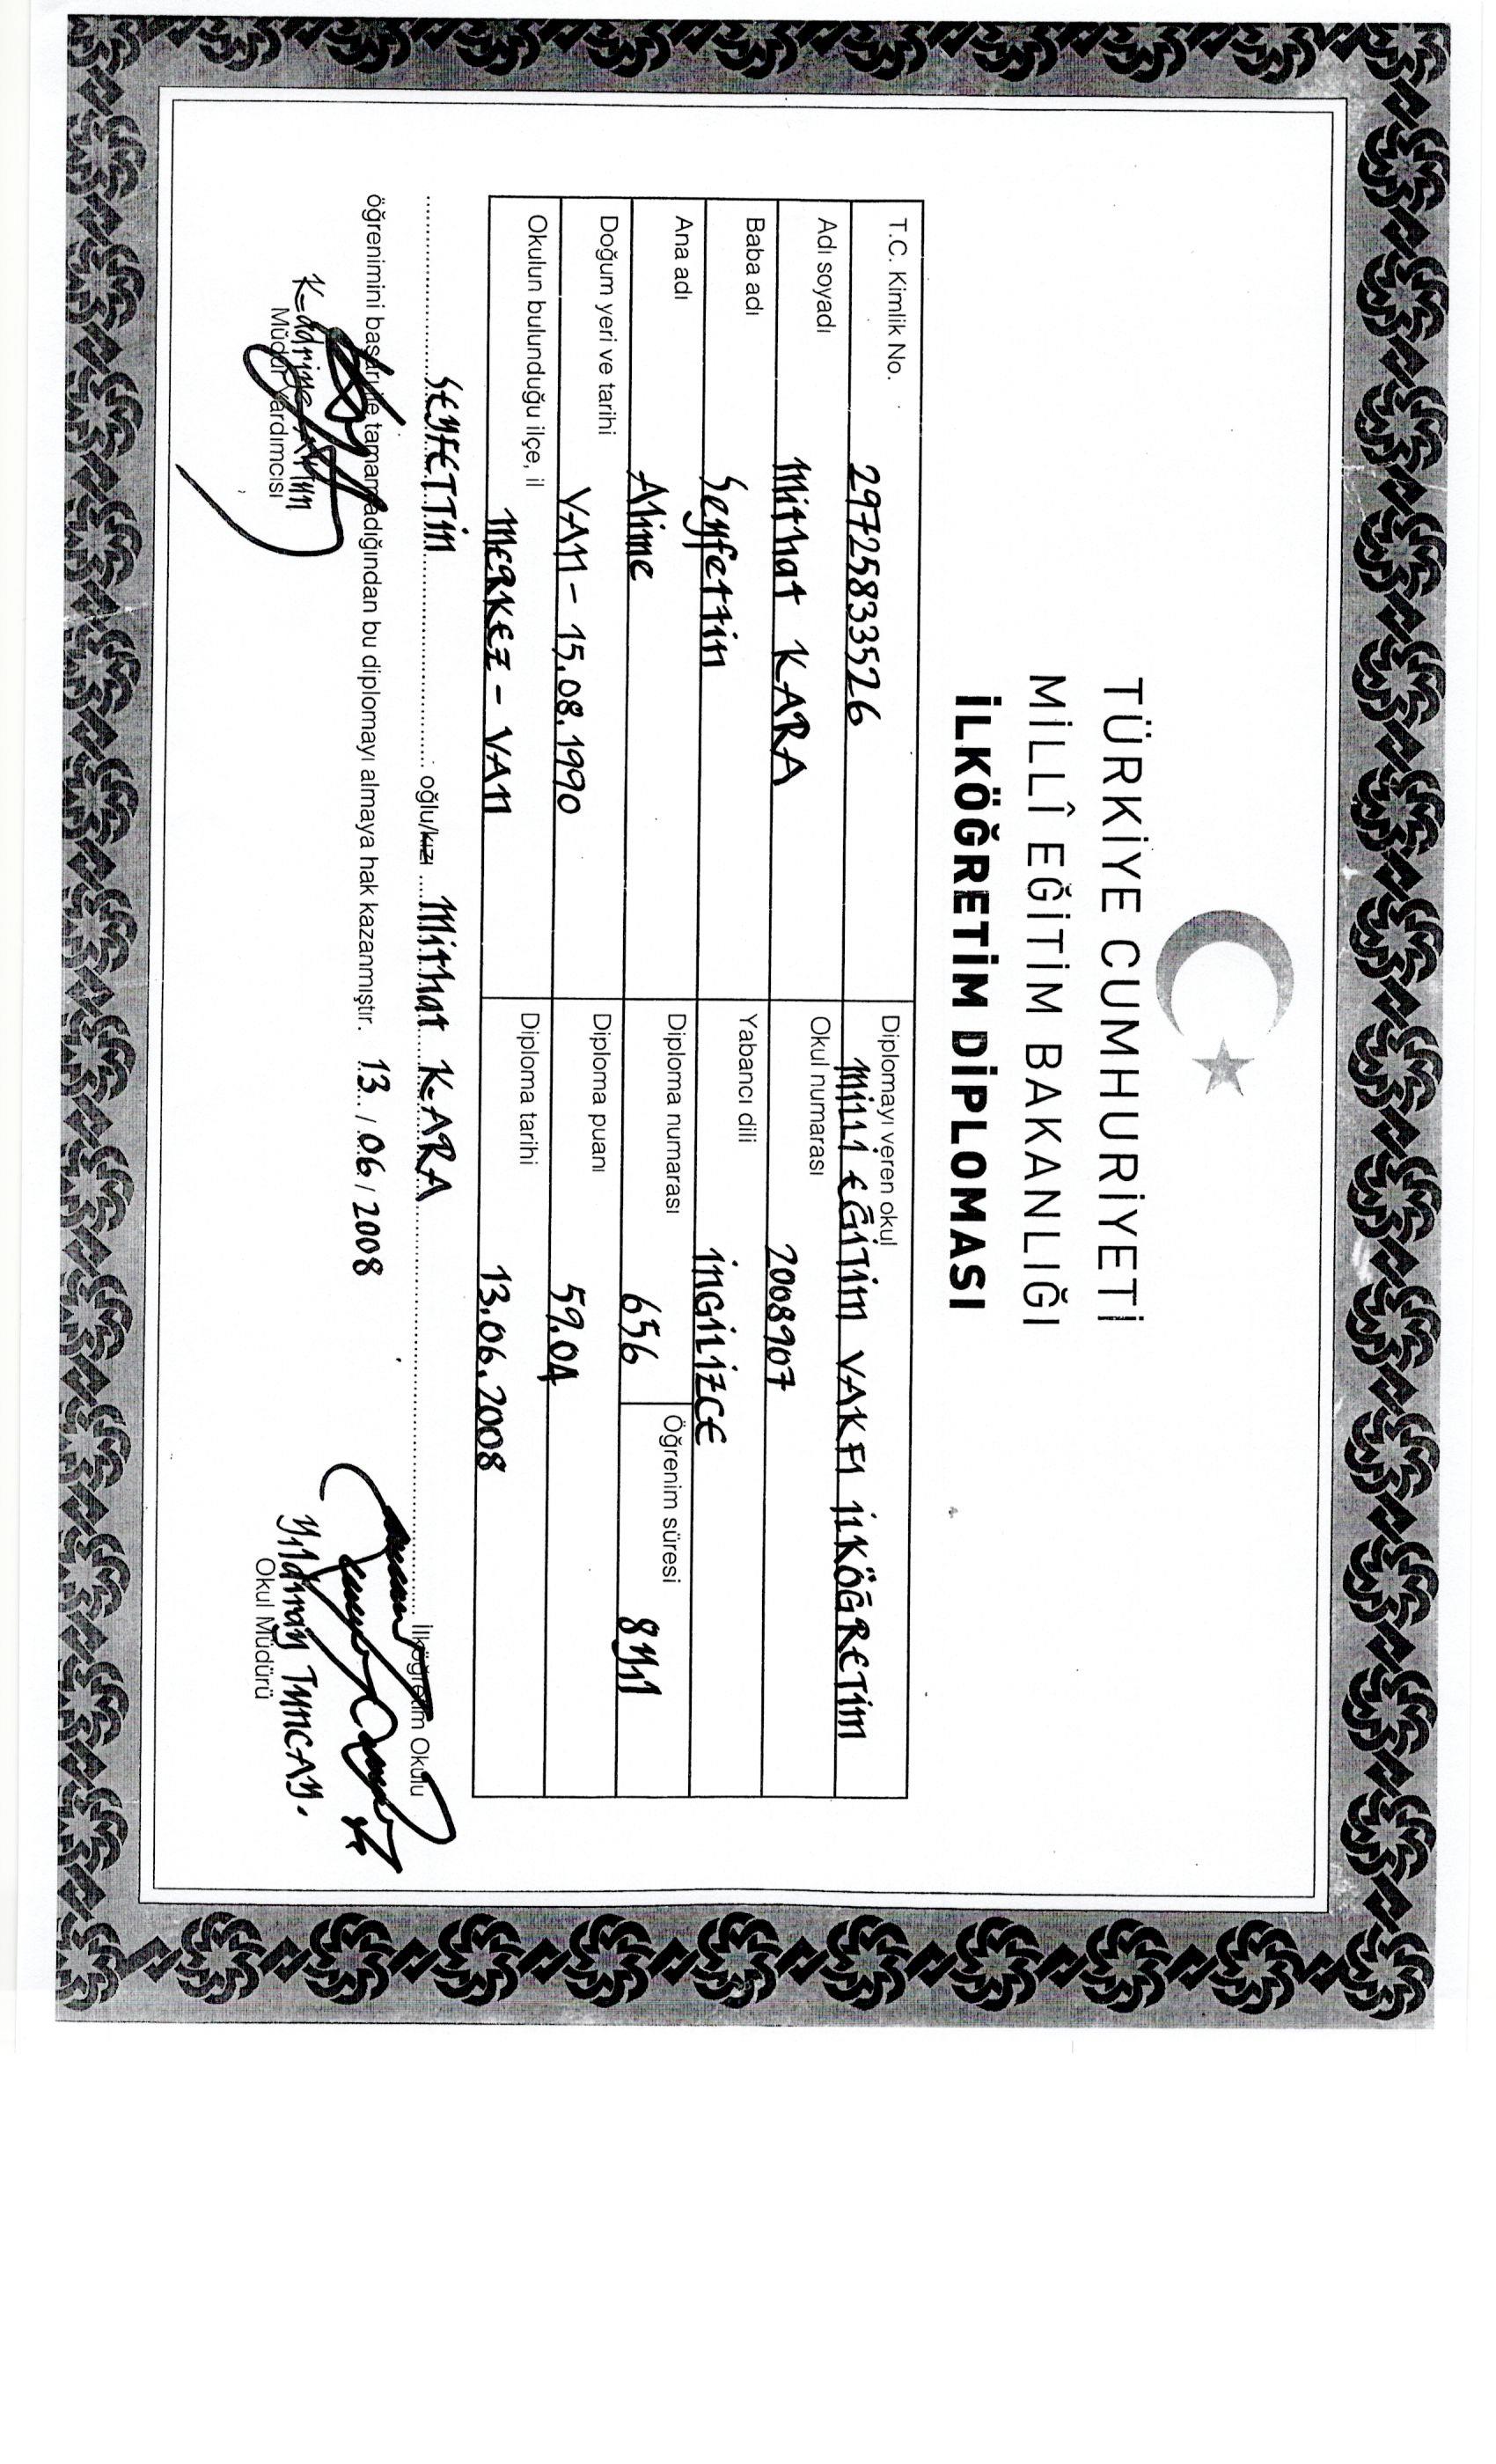 TÜRKİYE CUMHURİYETİ
MİLLÎ EĞİTİM BAKANLIĞI
İLKÖĞRETİM DİPLOMASI
T.C. Kimlik No. 29725833526
Diplomayı veren okul MİLLİ EĞİTİM VAKFI İLKÖĞRETİM
Adı soyadı Mithat KARA
Okul numarası 2008907
Baba adı Seyfettin
Yabancı dili İNGİLİZCE
Ana adı Alime
Diploma numarası 656
Öğrenim süresi 8 yıl
Doğum yeri ve tarihi VAN - 15.08.1990
Diploma puanı 59.04
Okulun bulunduğu ilçe, il MERKEZ - VAN
Diploma tarihi 13.06.2008
SEYFETTİN oğlu/kızı Mithat KARA İlköğretim Okulu
öğrenimini başarı ile tamamladığından bu diplomayı almaya hak kazanmıştır. 13 / 06 / 2008
Kadriye Altun
Müdür Yardımcısı
Yıldıray TUNCAY.
Okul Müdürü